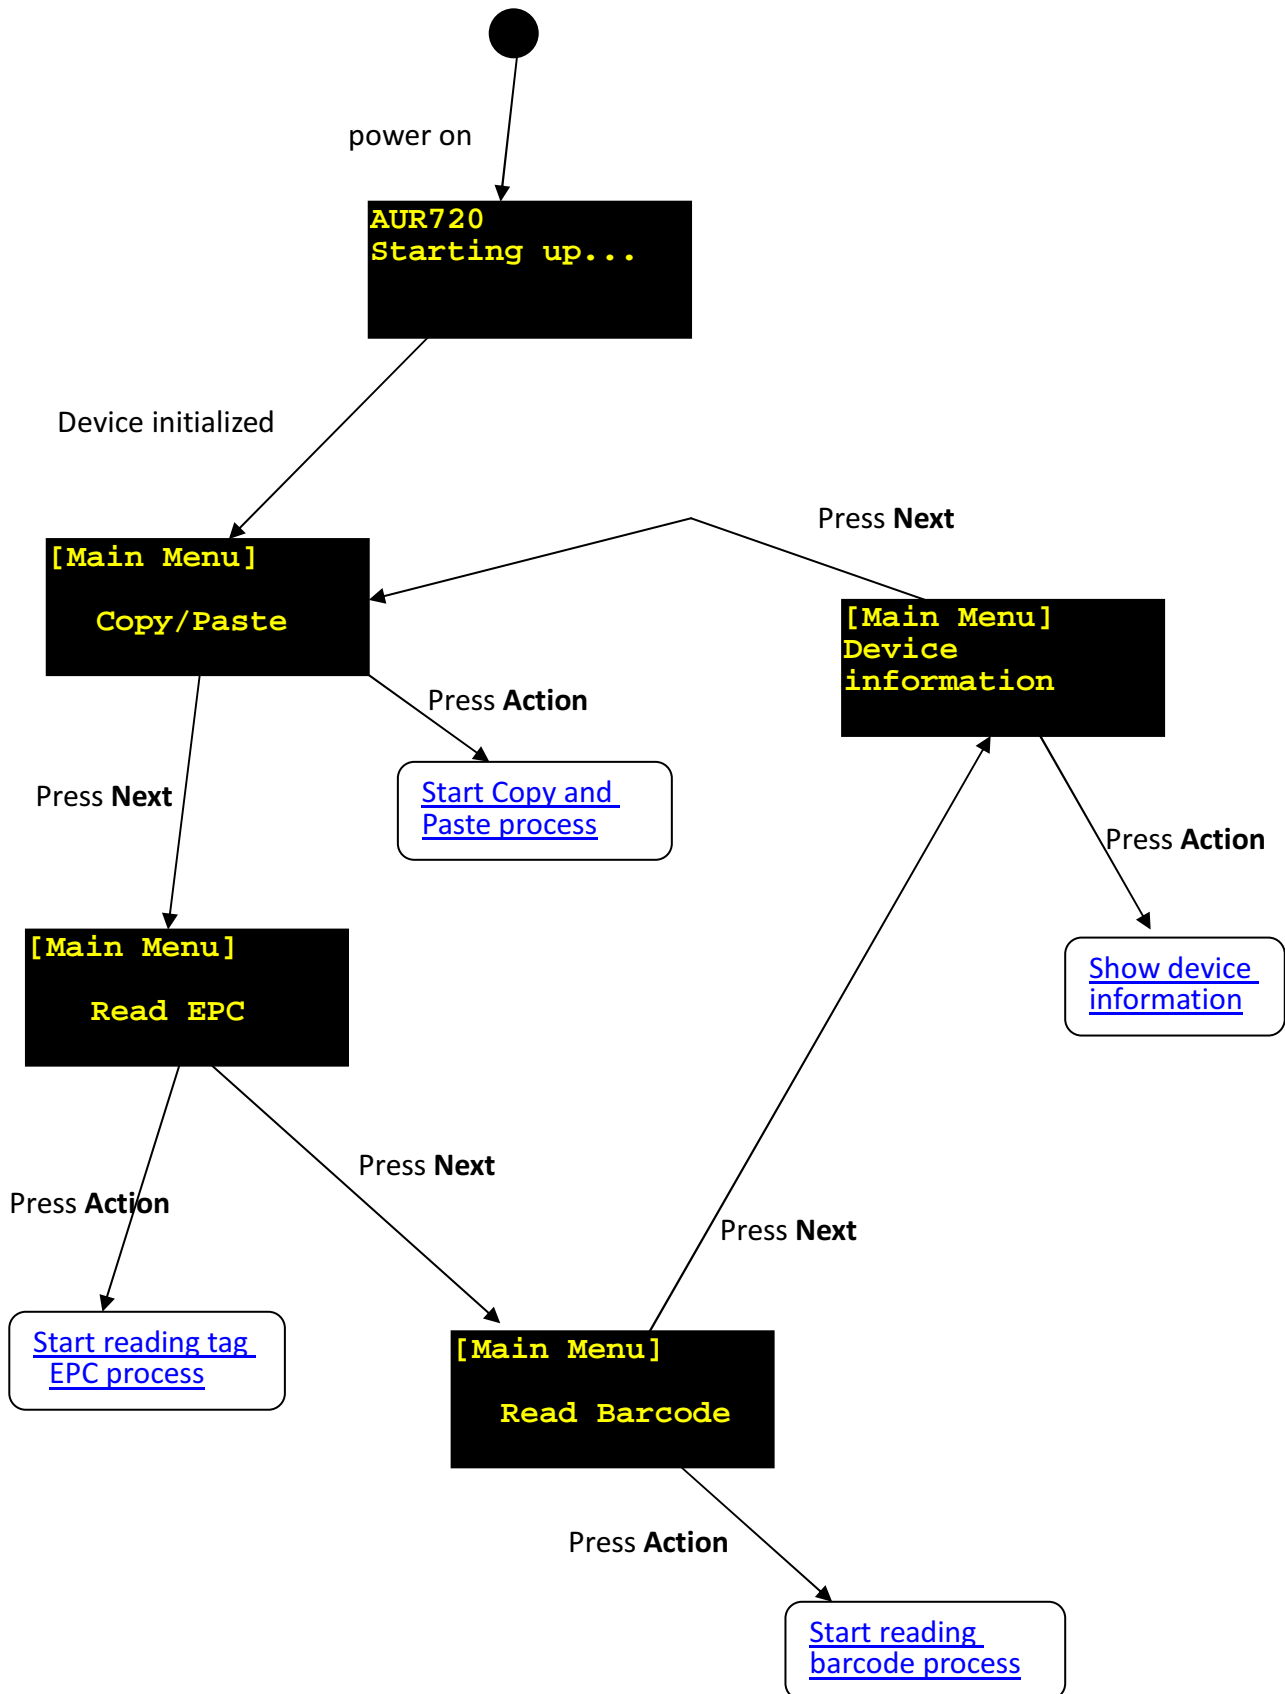 power on
AUR720
Starting up...
Device initialized
Press Next
[Main Menu]
Copy/Paste
[Main Menu]
Device
information
Press Action
Start Copy and
Paste process
Press Next
Press Action
Show device
information
[Main Menu]
Read EPC
Press Next
Press Action
Press Next
Start reading tag
EPC process
[Main Menu]
Read Barcode
Press Action
Start reading
barcode process